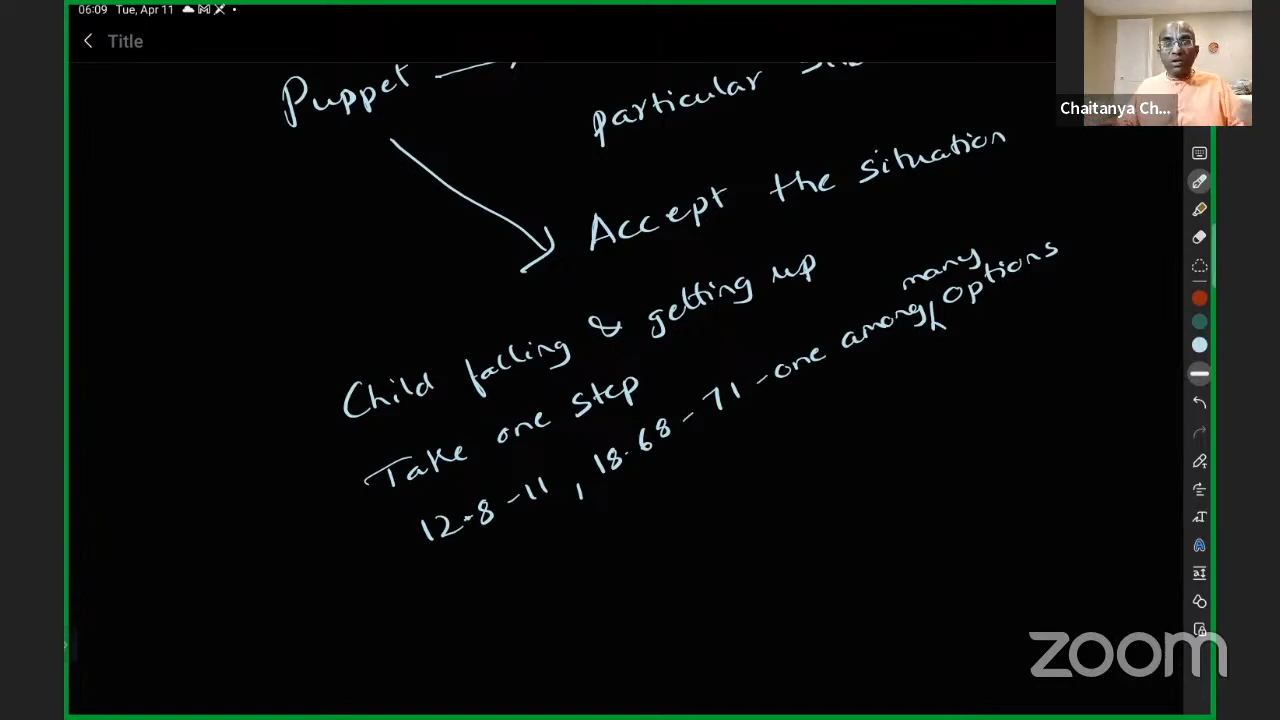 06:09 Tue, Apr 11
Title
Chaitanya Ch...
Puppet
particular
Accept the situation
Child falling & getting up
Take one step
many
12.8-11, 18.68-71 - one among options
zoom